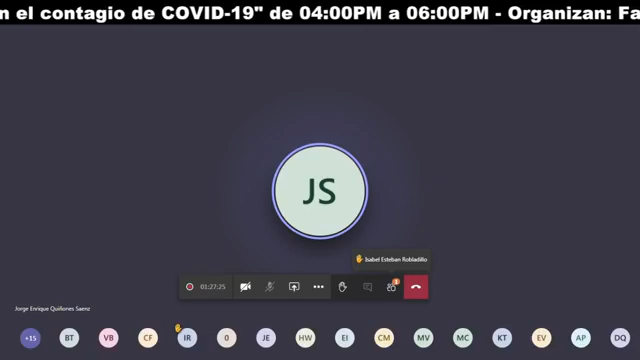 n el contagio de COVID-19" de 04:00PM a 06:00PM - Organizan: Fa
JS
Isabel Esteban Robladillo
01:27:25
1
Jorge Enrique Quiñones Saenz
+15 BT VB CF IR 0 JE HW EI CM MV MC KT EV AP DQ